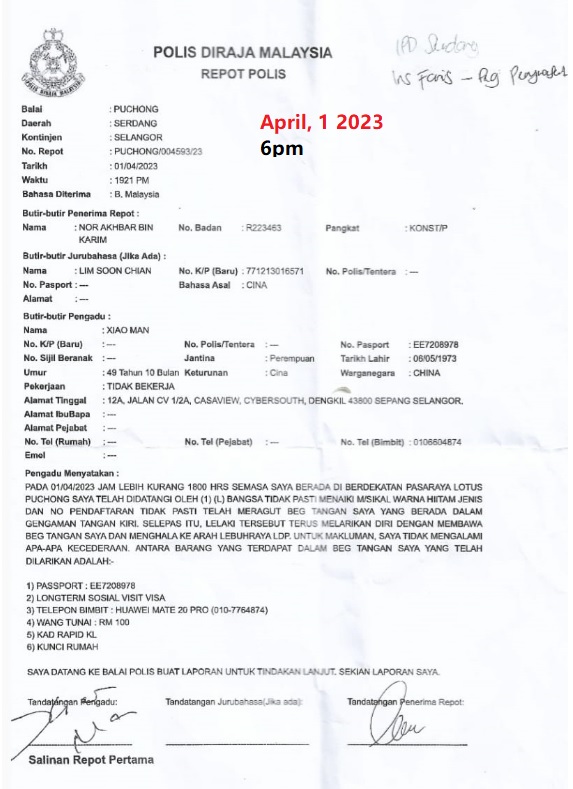 POLIS DIRAJA MALAYSIA
REPOT POLIS
IPD Serdang
Ins Faris –
April, 1 2023
6pm
Balai : PUCHONG
Daerah : SERDANG
Kontinjen : SELANGOR
No. Repot : PUCHONG/004593/23
Tarikh : 01/04/2023
Waktu : 1921 PM
Bahasa Diterima : B. Malaysia
Butir-butir Penerima Repot :
Nama : NOR AKHBAR BIN KARIM No. Badan : R223463 Pangkat : KONST/P
Butir-butir Jurubahasa (Jika Ada) :
Nama : LIM SOON CHIAN No. K/P (Baru) : 771213016571 No. Polis/Tentera : ---
No. Pasport : --- Bahasa Asal : CINA
Alamat : ---
Butir-butir Pengadu :
Nama : XIAO MAN
No. K/P (Baru) : --- No. Polis/Tentera : --- No. Pasport : EE7208978
No. Sijil Beranak : --- Jantina : Perempuan Tarikh Lahir : 06/05/1973
Umur : 49 Tahun 10 Bulan Keturunan : Cina Warganegara : CHINA
Pekerjaan : TIDAK BEKERJA
Alamat Tinggal : 12A, JALAN CV 1/2A, CASAVIEW, CYBERSOUTH, DENGKIL 43800 SEPANG SELANGOR,
Alamat IbuBapa : ---
Alamat Pejabat : ---
No. Tel (Rumah) : --- No. Tel (Pejabat) : --- No. Tel (Bimbit) : 0106604874
Emel : ---
Pengadu Menyatakan :
PADA 01/04/2023 JAM LEBIH KURANG 1800 HRS SEMASA SAYA BERADA DI BERDEKATAN PASARAYA LOTUS
PUCHONG SAYA TELAH DIDATANGI OLEH (1) (L) BANGSA TIDAK PASTI MENAIKI M/SIKAL WARNA HIITAM JENIS
DAN NO PENDAFTARAN TIDAK PASTI TELAH MERAGUT BEG TANGAN SAYA YANG BERADA DALAM
GENGAMAN TANGAN KIRI. SELEPAS ITU, LELAKI TERSEBUT TERUS MELARIKAN DIRI DENGAN MEMBAWA
BEG TANGAN SAYA DAN MENGHALA KE ARAH LEBUHRAYA LDP. UNTUK MAKLUMAN, SAYA TIDAK MENGALAMI
APA-APA KECEDERAAN. ANTARA BARANG YANG TERDAPAT DALAM BEG TANGAN SAYA YANG TELAH
DILARIKAN ADALAH:-
1) PASSPORT : EE7208978
2) LONGTERM SOSIAL VISIT VISA
3) TELEPON BIMBIT : HUAWEI MATE 20 PRO (010-7764874)
4) WANG TUNAI : RM 100
5) KAD RAPID KL
6) KUNCI RUMAH
SAYA DATANG KE BALAI POLIS BUAT LAPORAN UNTUK TINDAKAN LANJUT. SEKIAN LAPORAN SAYA.
Tandatangan Pengadu: Tandatangan Jurubahasa(Jika ada): Tandatangan Penerima Repot:
Salinan Repot Pertama